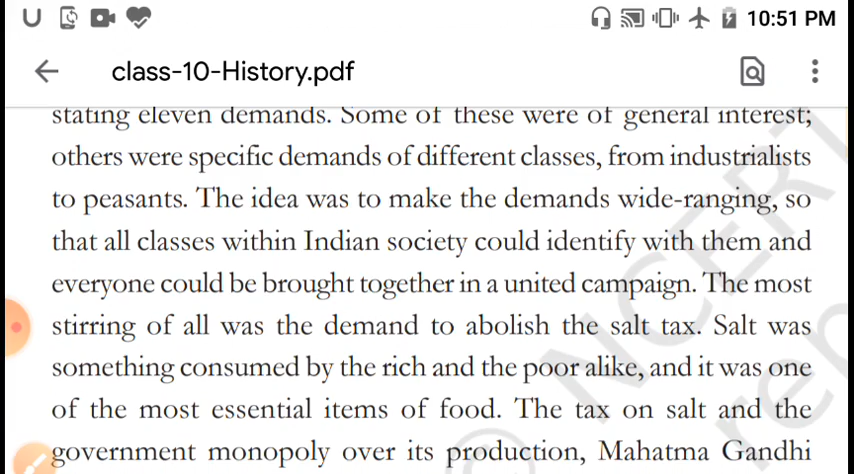 10:51 PM
class-10-History.pdf
stating eleven demands. Some of these were of general interest;
others were specific demands of different classes, from industrialists
to peasants. The idea was to make the demands wide-ranging, so
that all classes within Indian society could identify with them and
everyone could be brought together in a united campaign. The most
stirring of all was the demand to abolish the salt tax. Salt was
something consumed by the rich and the poor alike, and it was one
of the most essential items of food. The tax on salt and the
government monopoly over its production, Mahatma Gandhi
© NCERT